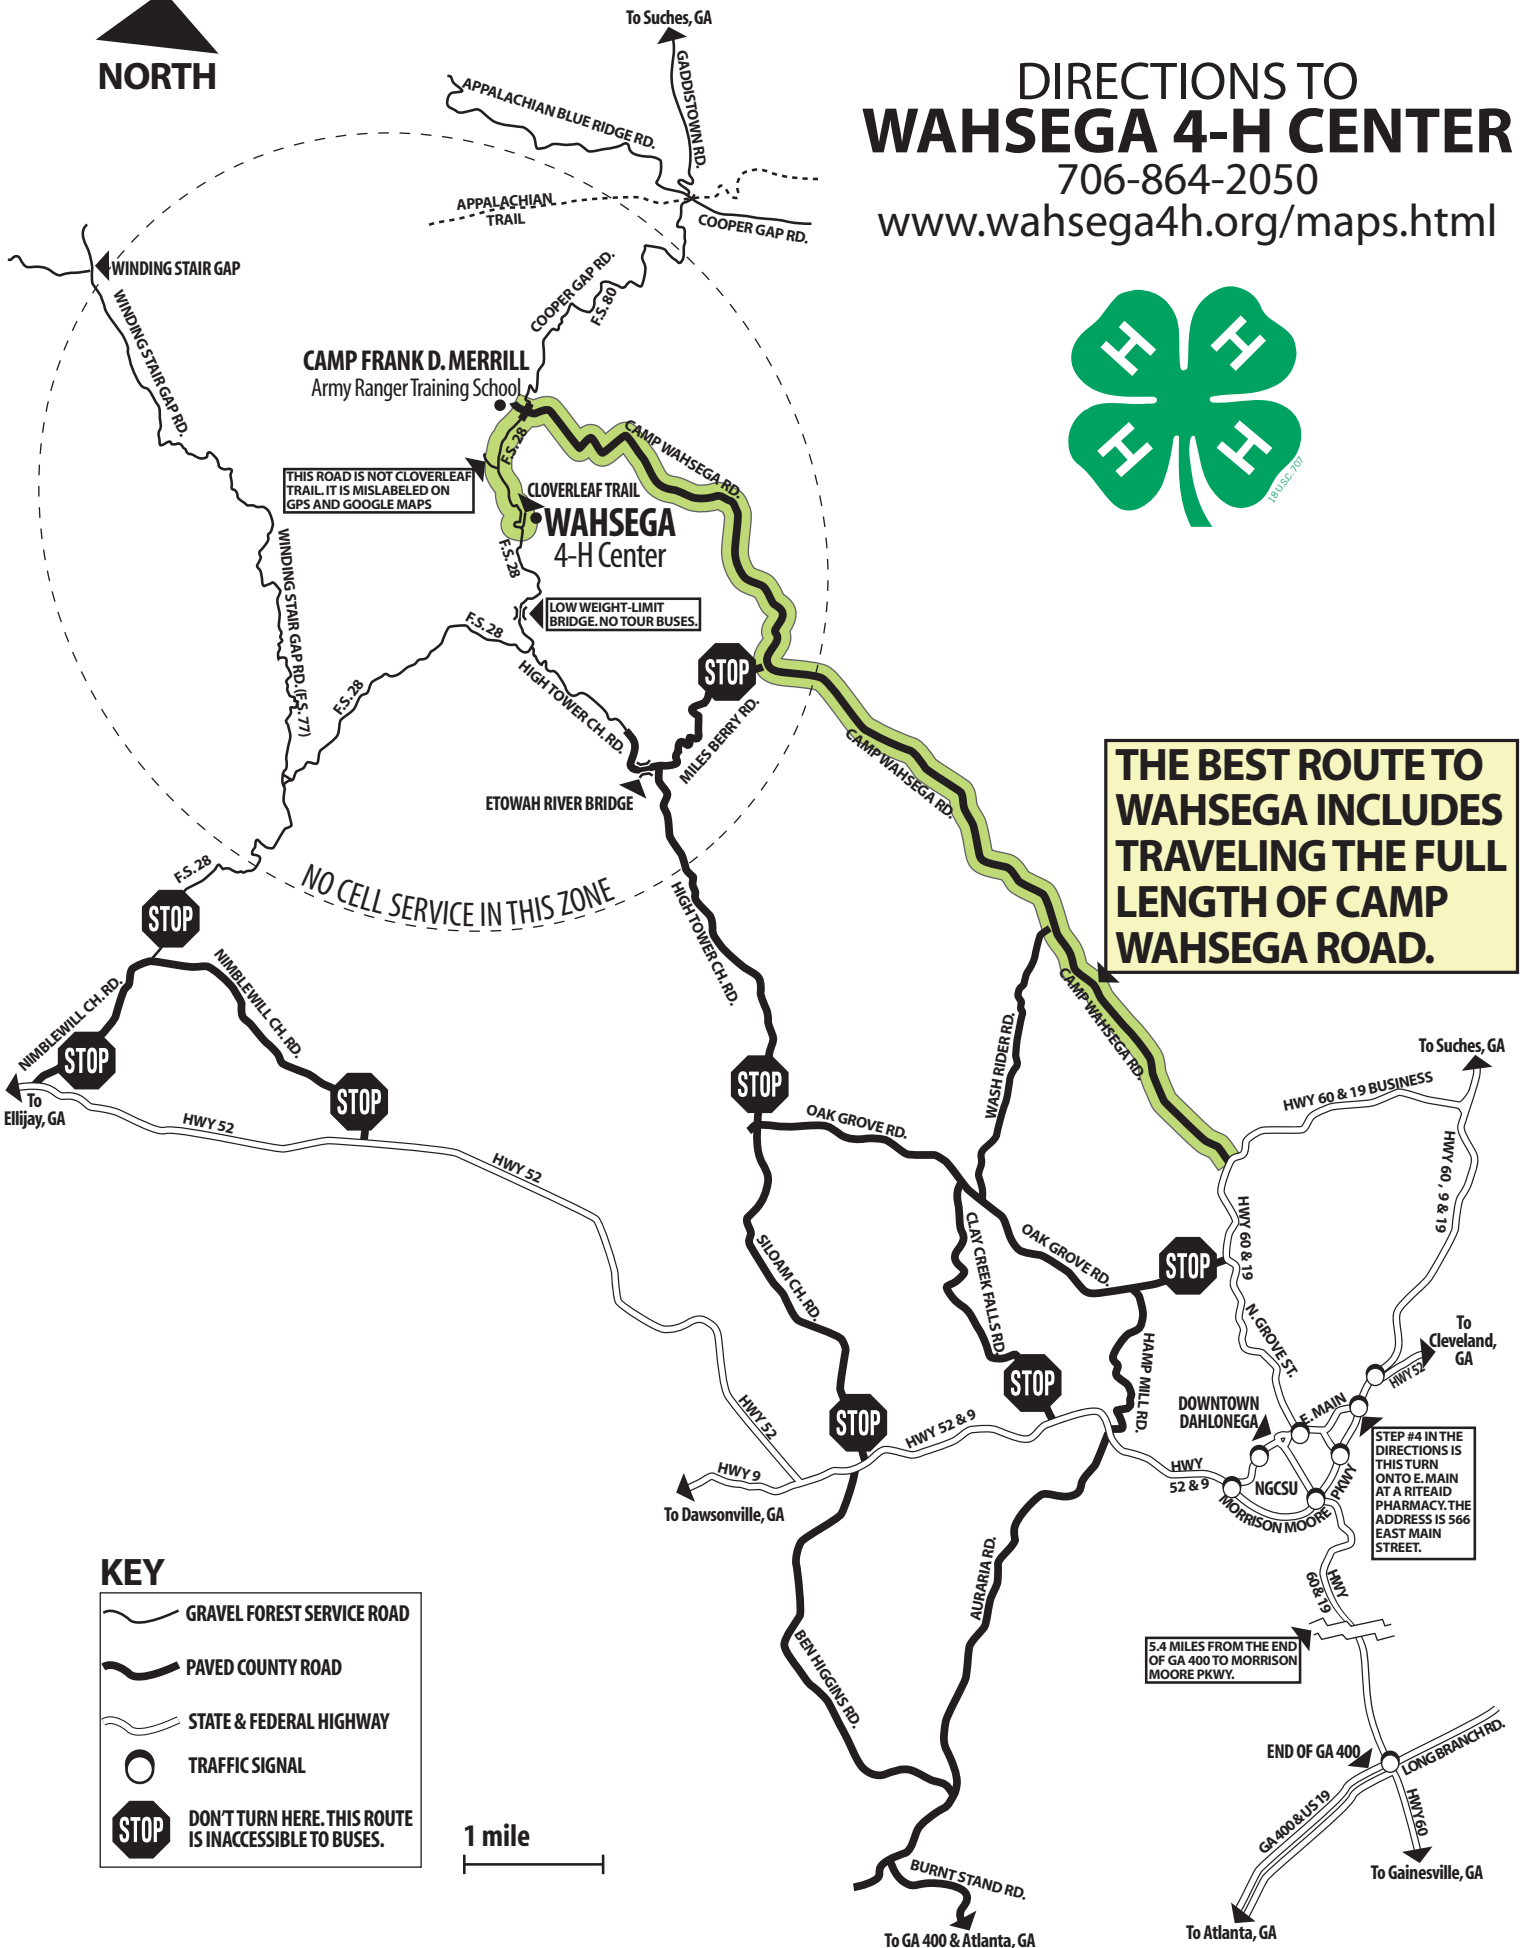 To Suches, GA
NORTH
DIRECTIONS TO
WAHSEGA 4-H CENTER
706-864-2050
www.wahsega4h.org/maps.html
GADDISTOWN RD.
APPALACHIAN BLUE RIDGE RD.
APPALACHIAN
TRAIL
COOPER GAP RD.
WINDING STAIR GAP
COOPER GAP RD.
F.S. 80
WINDING STAIR GAP RD.
H
H
H
H
18 U.S.C. 707
CAMP FRANK D. MERRILL
Army Ranger Training School
F.S. 28
CAMP WAHSEGA RD.
THIS ROAD IS NOT CLOVERLEAF
TRAIL. IT IS MISLABELED ON
GPS AND GOOGLE MAPS
CLOVERLEAF TRAIL
WAHSEGA
4-H Center
F.S. 28
WINDING STAIR GAP RD. (F.S. 77)
LOW WEIGHT-LIMIT
BRIDGE. NO TOUR BUSES.
F.S. 28
F.S. 28
HIGH TOWER CH. RD.
STOP
MILES BERRY RD.
ETOWAH RIVER BRIDGE
CAMP WAHSEGA RD.
THE BEST ROUTE TO
WAHSEGA INCLUDES
TRAVELING THE FULL
LENGTH OF CAMP
WAHSEGA ROAD.
F.S. 28
NO CELL SERVICE IN THIS ZONE
HIGH TOWER CH. RD.
STOP
NIMBLEWILL CH. RD.
NIMBLEWILL CH. RD.
STOP
STOP
To
Ellijay, GA
HWY 52
HWY 52
CAMP WAHSEGA RD.
WASH RIDER RD.
STOP
OAK GROVE RD.
To Suches, GA
HWY 60 & 19 BUSINESS
HWY 60, 9 & 19
HWY 60 & 19
CLAY CREEK FALLS RD.
OAK GROVE RD.
STOP
SILOAM CH. RD.
N. GROVE ST.
To
Cleveland,
GA
HWY 52
HAMP MILL RD.
STOP
STOP
DOWNTOWN
DAHLONEGA
E. MAIN
HWY 52
HWY 52 & 9
HWY 9
To Dawsonville, GA
HWY
52 & 9
NGCSU
MORRISON MOORE PKWY
STEP #4 IN THE
DIRECTIONS IS
THIS TURN
ONTO E. MAIN
AT A RITEAID
PHARMACY. THE
ADDRESS IS 566
EAST MAIN
STREET.
HWY
60&19
AURARIA RD.
BEN HIGGINS RD.
5.4 MILES FROM THE END
OF GA 400 TO MORRISON
MOORE PKWY.
KEY
GRAVEL FOREST SERVICE ROAD
PAVED COUNTY ROAD
STATE & FEDERAL HIGHWAY
TRAFFIC SIGNAL
STOP
DON'T TURN HERE. THIS ROUTE
IS INACCESSIBLE TO BUSES.
1 mile
END OF GA 400
LONG BRANCH RD.
GA 400 & US 19
HWY 60
To Gainesville, GA
BURNT STAND RD.
To GA 400 & Atlanta, GA
To Atlanta, GA